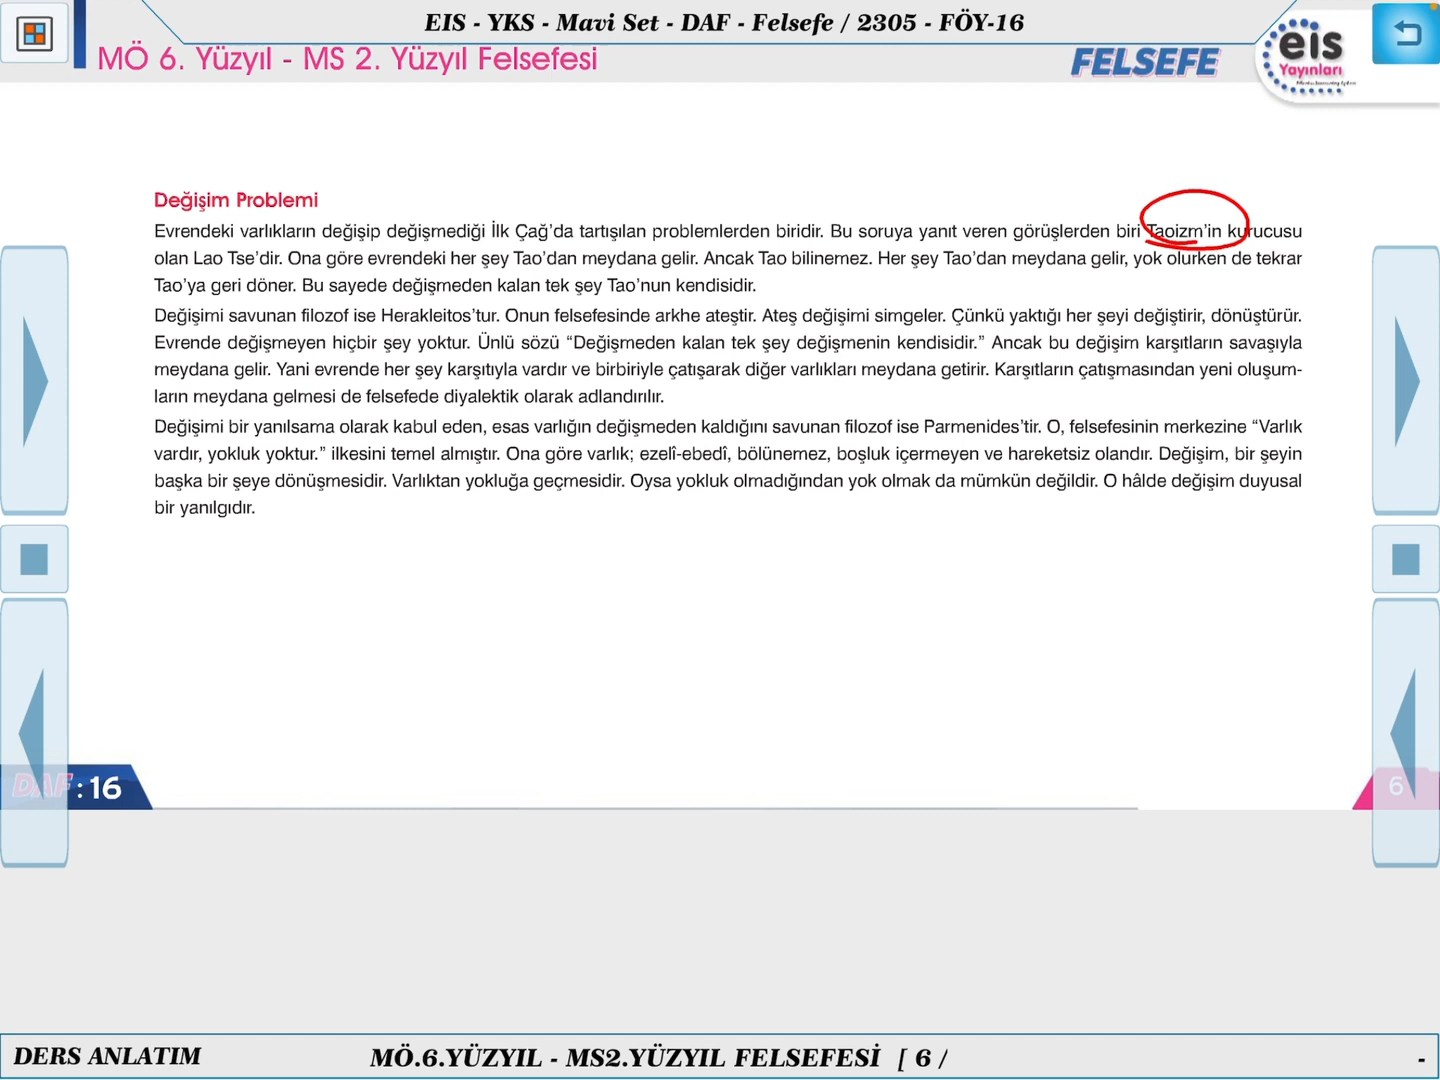 EIS - YKS - Mavi Set - DAF - Felsefe / 2305 - FÖY-16
MÖ 6. Yüzyıl - MS 2. Yüzyıl Felsefesi
FELSEFE
eis
Yayınları
Değişim Problemi
Evrendeki varlıkların değişip değişmediği İlk Çağ’da tartışılan problemlerden biridir. Bu soruya yanıt veren görüşlerden biri Taoizm’in kurucusu
olan Lao Tse’dir. Ona göre evrendeki her şey Tao’dan meydana gelir. Ancak Tao bilinemez. Her şey Tao’dan meydana gelir, yok olurken de tekrar
Tao’ya geri döner. Bu sayede değişmeden kalan tek şey Tao’nun kendisidir.
Değişimi savunan filozof ise Herakleitos’tur. Onun felsefesinde arkhe ateştir. Ateş değişimi simgeler. Çünkü yaktığı her şeyi değiştirir, dönüştürür.
Evrende değişmeyen hiçbir şey yoktur. Ünlü sözü “Değişmeden kalan tek şey değişmenin kendisidir.” Ancak bu değişim karşıtların savaşıyla
meydana gelir. Yani evrende her şey karşıtıyla vardır ve birbiriyle çatışarak diğer varlıkları meydana getirir. Karşıtların çatışmasından yeni oluşum-
ların meydana gelmesi de felsefede diyalektik olarak adlandırılır.
Değişimi bir yanılsama olarak kabul eden, esas varlığın değişmeden kaldığını savunan filozof ise Parmenides’tir. O, felsefesinin merkezine “Varlık
vardır, yokluk yoktur.” ilkesini temel almıştır. Ona göre varlık; ezelî-ebedî, bölünemez, boşluk içermeyen ve hareketsiz olandır. Değişim, bir şeyin
başka bir şeye dönüşmesidir. Varlıktan yokluğa geçmesidir. Oysa yokluk olmadığından yok olmak da mümkün değildir. O hâlde değişim duyusal
bir yanılgıdır.
DAF : 16
6
DERS ANLATIM
MÖ.6.YÜZYIL - MS2.YÜZYIL FELSEFESİ [ 6 /
-